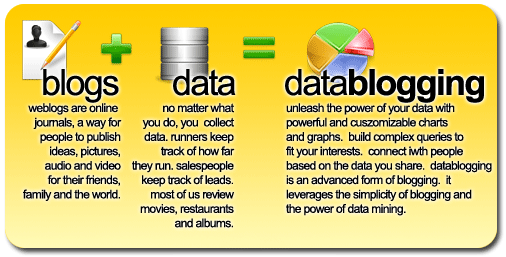 blogs
weblogs are online
journals, a way for
people to publish
ideas, pictures,
audio and video
for their friends,
family and the world.
data
no matter what
you do, you collect
data. runners keep
track of how far
they run. salespeople
keep track of leads.
most of us review
movies, restaurants
and albums.
datablogging
unleash the power of your data with
powerful and cuszomizable charts
and graphs. build complex queries to
fit your interests. connect iwth people
based on the data you share. datablogging
is an advanced form of blogging. it
leverages the simplicity of blogging and
the power of data mining.